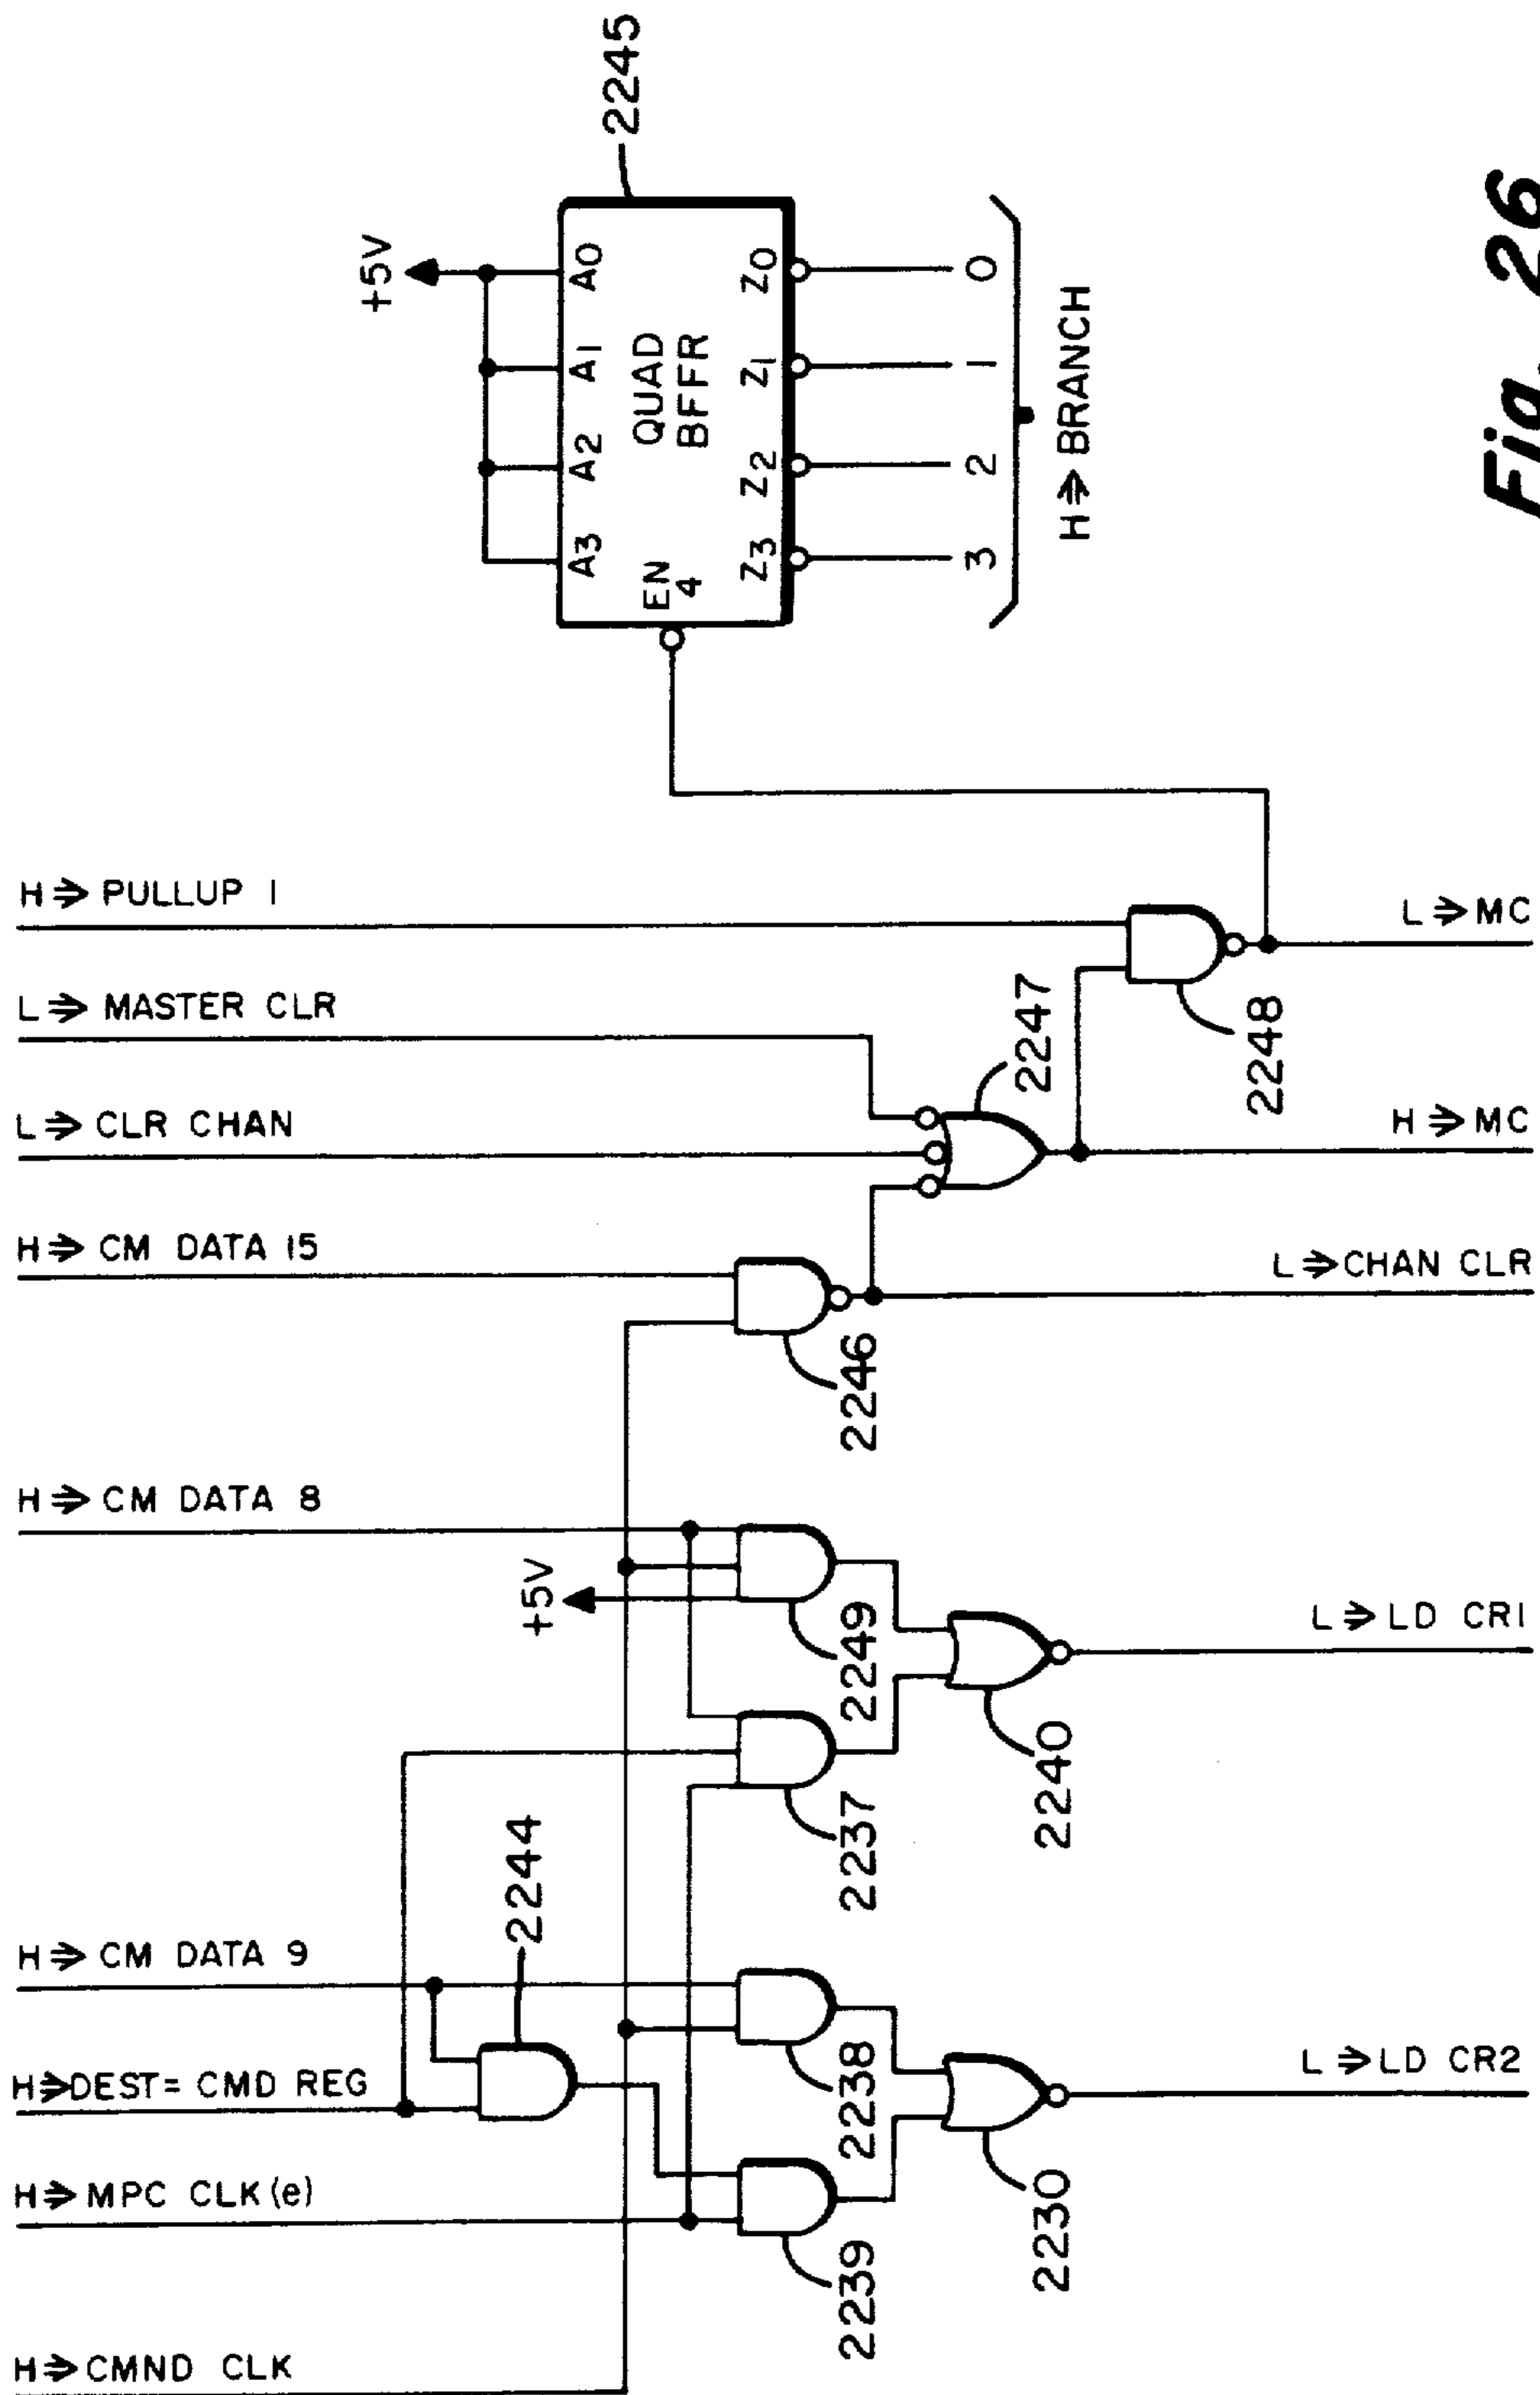 +5V
2245
A3 A2 A1 A0
QUAD
BFFR
EN
4
Z3 Z2 Z1 Z0
3 2 1 0
H⇒BRANCH
Fig. 26
H⇒ PULLUP 1
L⇒MC
L⇒ MASTER CLR
2247
2248
L⇒ CLR CHAN
H⇒MC
H⇒ CM DATA 15
L⇒CHAN CLR
2246
H⇒ CM DATA 8
+5V
2249
L⇒LD CR1
2237
2240
2244
H⇒ CM DATA 9
2238
H⇒DEST= CMD REG
L⇒LD CR2
H⇒ MPC CLK(e)
2239
2230
H⇒CMND CLK